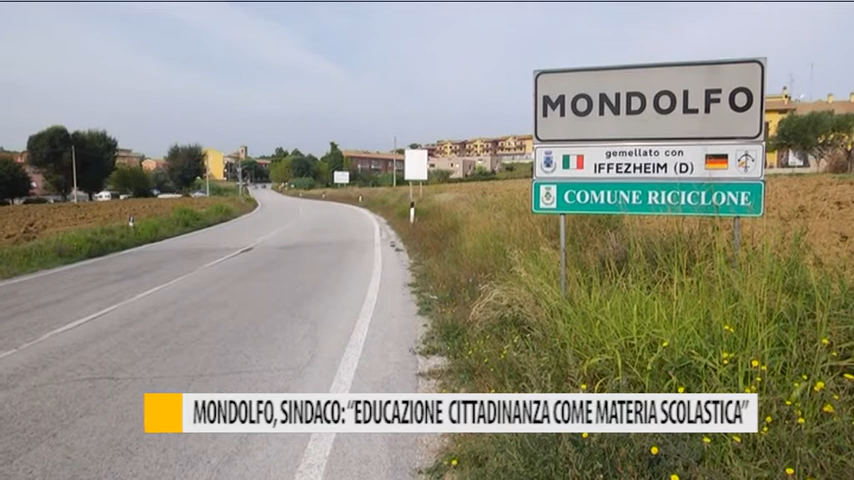 MONDOLFO
gemellato con
IFFEZHEIM (D)
COMUNE RICICLONE
MONDOLFO, SINDACO: “EDUCAZIONE CITTADINANZA COME MATERIA SCOLASTICA”